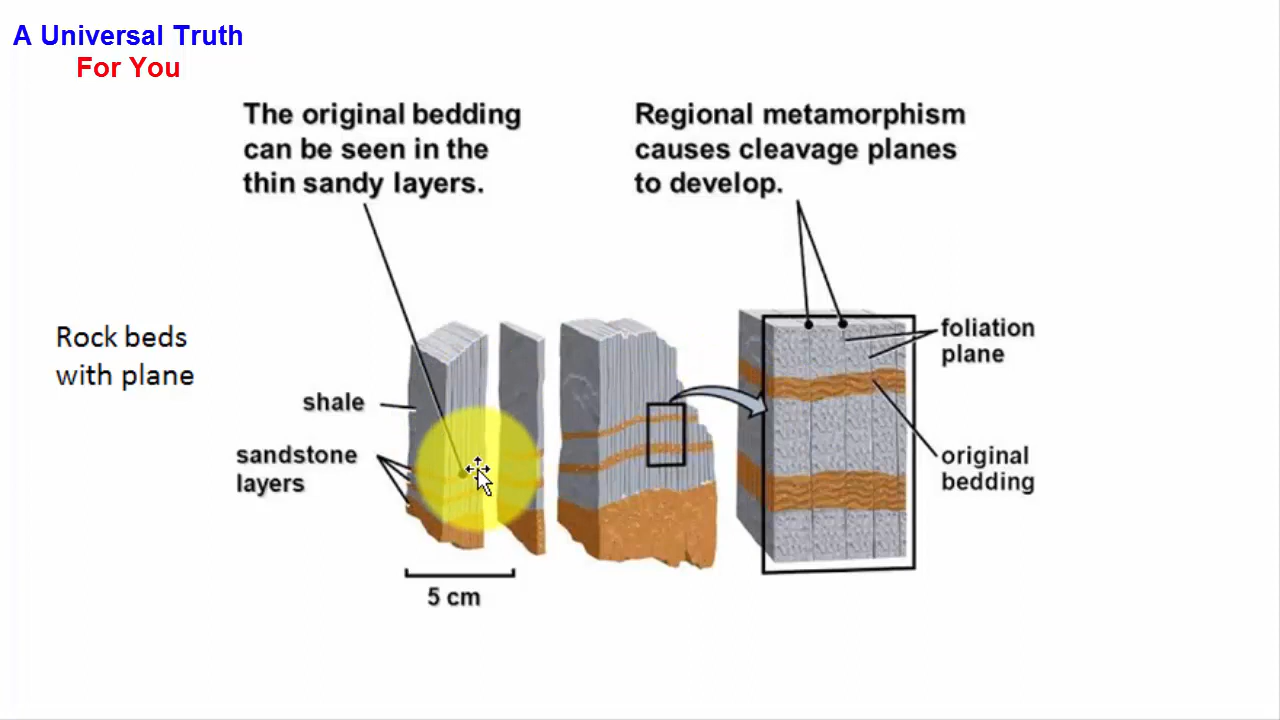 A Universal Truth
For You
The original bedding
can be seen in the
thin sandy layers.
Regional metamorphism
causes cleavage planes
to develop.
Rock beds
with plane
shale
sandstone
layers
foliation
plane
original
bedding
5 cm